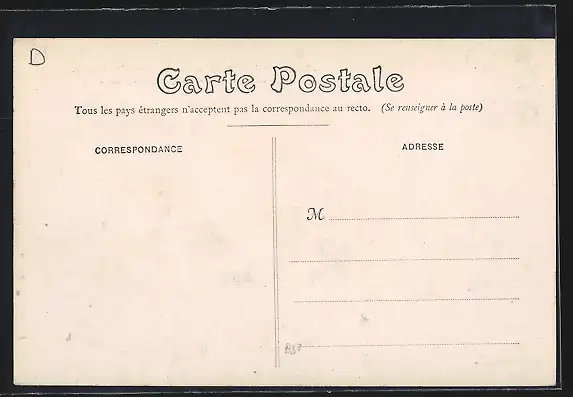 D
Carte Postale
Tous les pays étrangers n'acceptent pas la correspondance au recto. (Se renseigner à la poste)
CORRESPONDANCE
ADRESSE
M